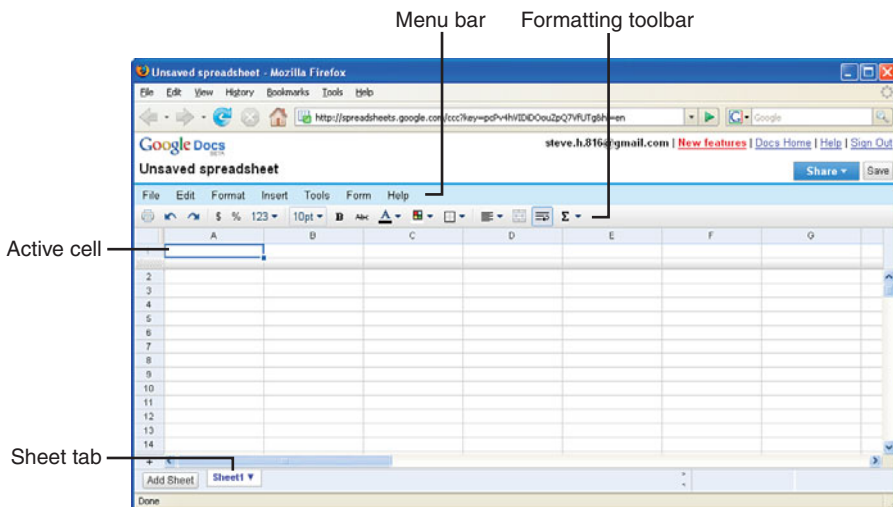 Menu bar Formatting toolbar
Unsaved spreadsheet - Mozilla Firefox
File Edit View History Bookmarks Tools Help
Google
Google Docs BETA
steve.h.816@gmail.com | New features | Docs Home | Help | Sign Out
Unsaved spreadsheet
Share Save
File Edit Format Insert Tools Form Help
$ % 123 10pt B Abc A Σ
A B C D E F G
Active cell
1
2
3
4
5
6
7
8
9
10
11
12
13
14
Sheet tab
+
Add Sheet Sheet1
Done